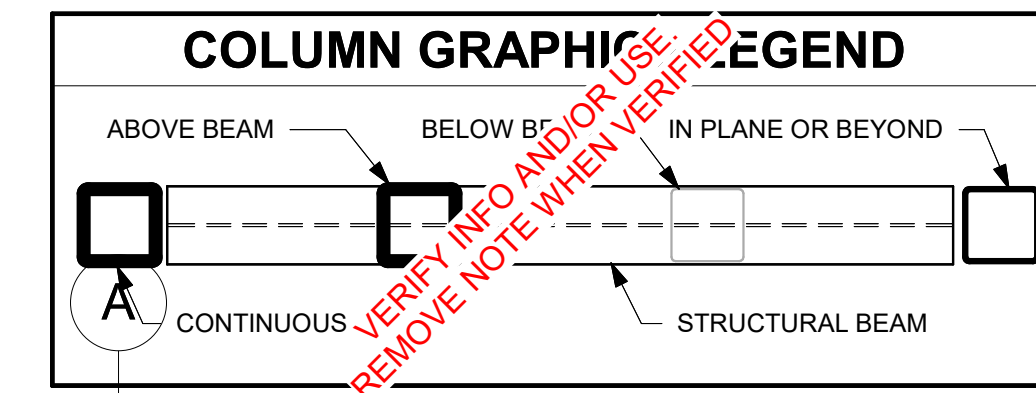 COLUMN GRAPHIC LEGEND
ABOVE BEAM
BELOW
IN PLANE OR BEYOND
A
CONTINUOUS
STRUCTURAL BEAM
VERIFY INFO AND/OR USE.
REMOVE NOTE WHEN VERIFIED